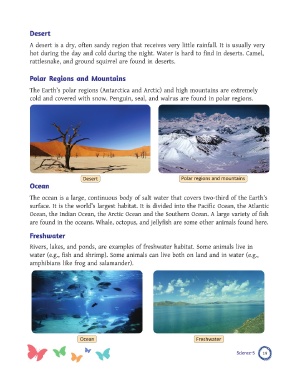 Desert
A desert is a dry, often sandy region that receives very little rainfall. It is usually very
hot during the day and cold during the night. Water is hard to find in deserts. Camel,
rattlesnake, and ground squirrel are found in deserts.
Polar Regions and Mountains
The Earth's polar regions (Antarctica and Arctic) and high mountains are extremely
cold and covered with snow. Penguin, seal, and walrus are found in polar regions.
Desert
Polar regions and mountains
Ocean
The ocean is a large, continuous body of salt water that covers two-third of the Earth's
surface. It is the world's largest habitat. It is divided into the Pacific Ocean, the Atlantic
Ocean, the Indian Ocean, the Arctic Ocean and the Southern Ocean. A large variety of fish
are found in the oceans. Whale, octopus, and jellyfish are some other animals found here.
Freshwater
Rivers, lakes, and ponds, are examples of freshwater habitat. Some animals live in
water (e.g., fish and shrimp). Some animals can live both on land and in water (e.g.,
amphibians like frog and salamander).
Ocean
Freshwater
Science-5